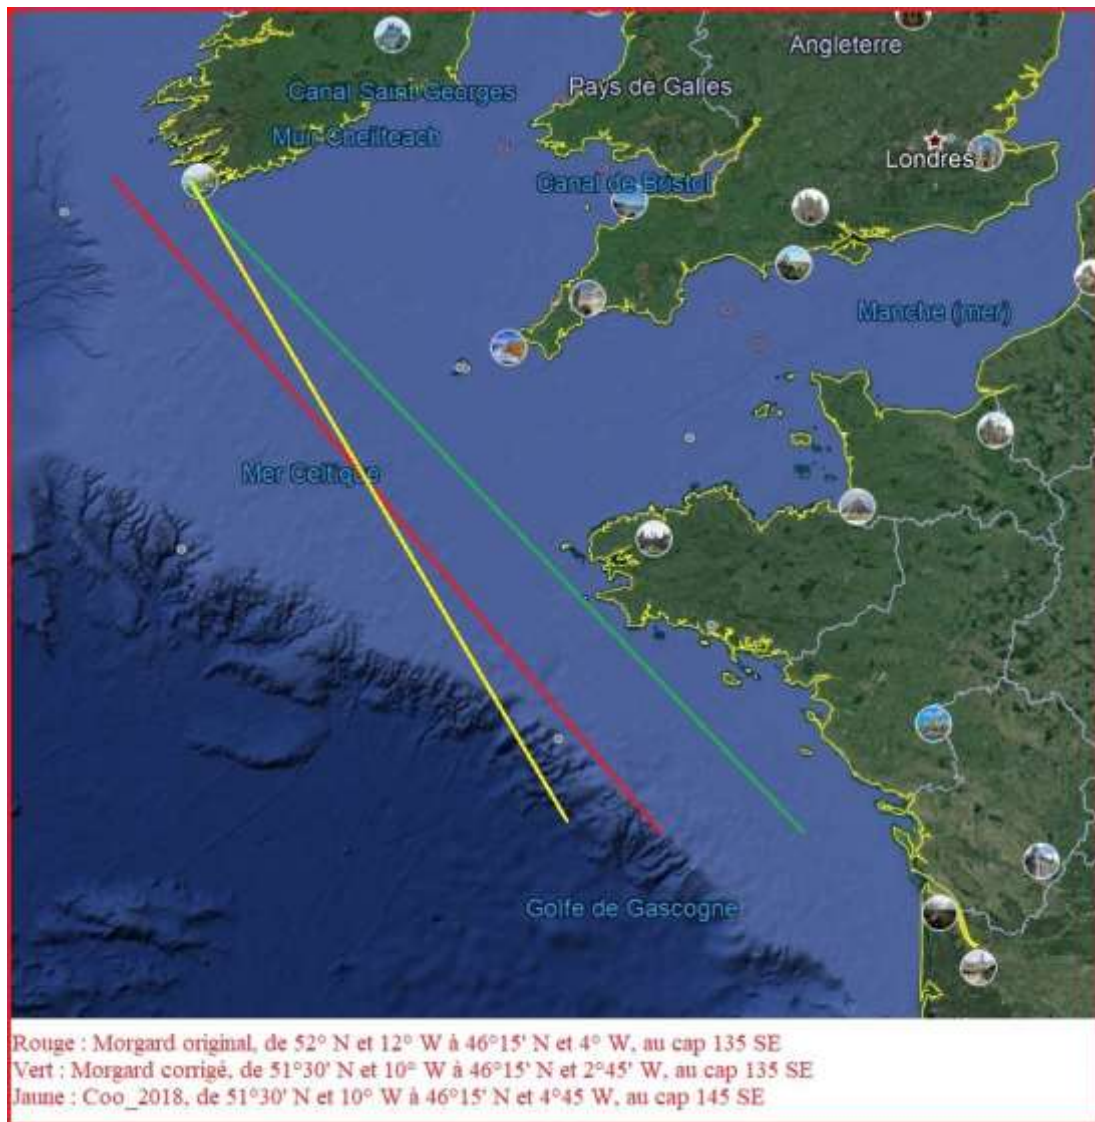 Angleterre
Pays de Galles
Canal Saint-Georges
Muir Cheilteach
Londres
Canal de Bristol
Manche (mer)
Mer Celtique
Golfe de Gascogne
Rouge : Morgard original, de 52° N et 12° W à 46°15' N et 4° W, au cap 135 SE
Vert : Morgard corrigé, de 51°30' N et 10° W à 46°15' N et 2°45' W, au cap 135 SE
Jaune : Coo_2018, de 51°30' N et 10° W à 46°15' N et 4°45 W, au cap 145 SE